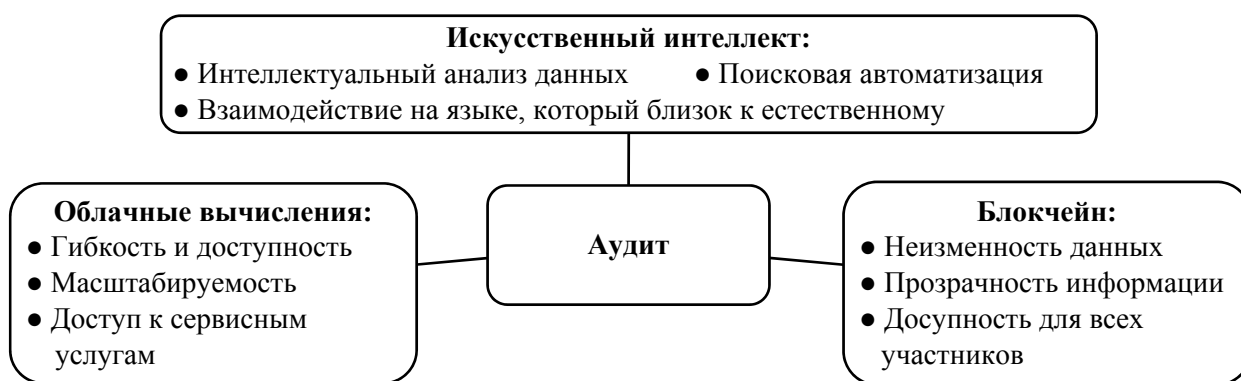 Искусственный интеллект:
● Интеллектуальный анализ данных ● Поисковая автоматизация
● Взаимодействие на языке, который близок к естественному
Облачные вычисления:
● Гибкость и доступность
● Масштабируемость
● Доступ к сервисным
услугам
Аудит
Блокчейн:
● Неизменность данных
● Прозрачность информации
● Досупность для всех
участников